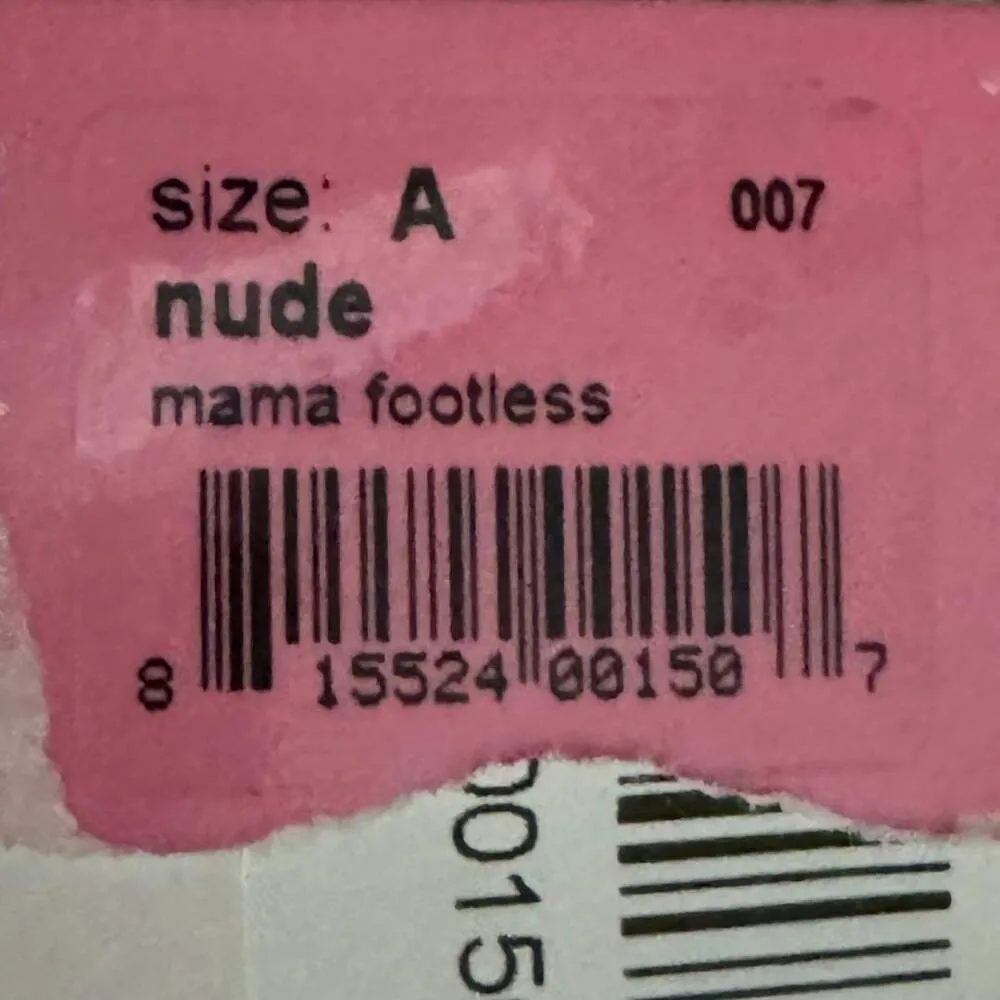 size: A 007
nude
mama footless
8 15524 00150 7
0015